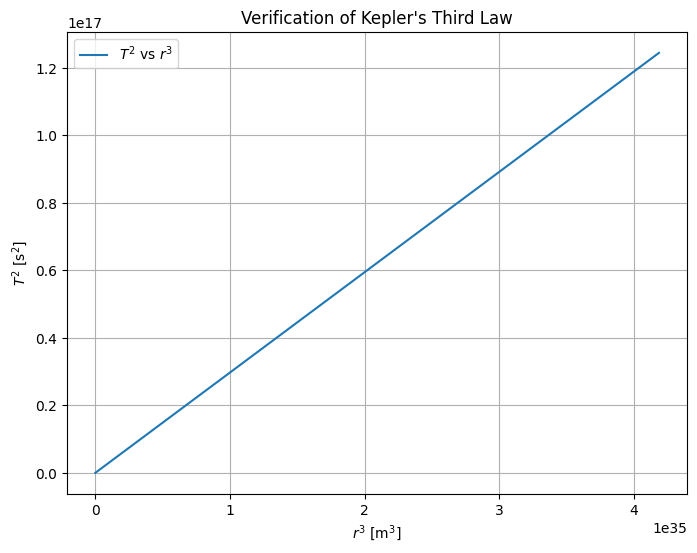 Verification of Kepler's Third Law
1e17
T² vs r³
1.2
1.0
0.8
0.6
0.4
0.2
0.0
T² [s²]
0 1 2 3 4
1e35
r³ [m³]